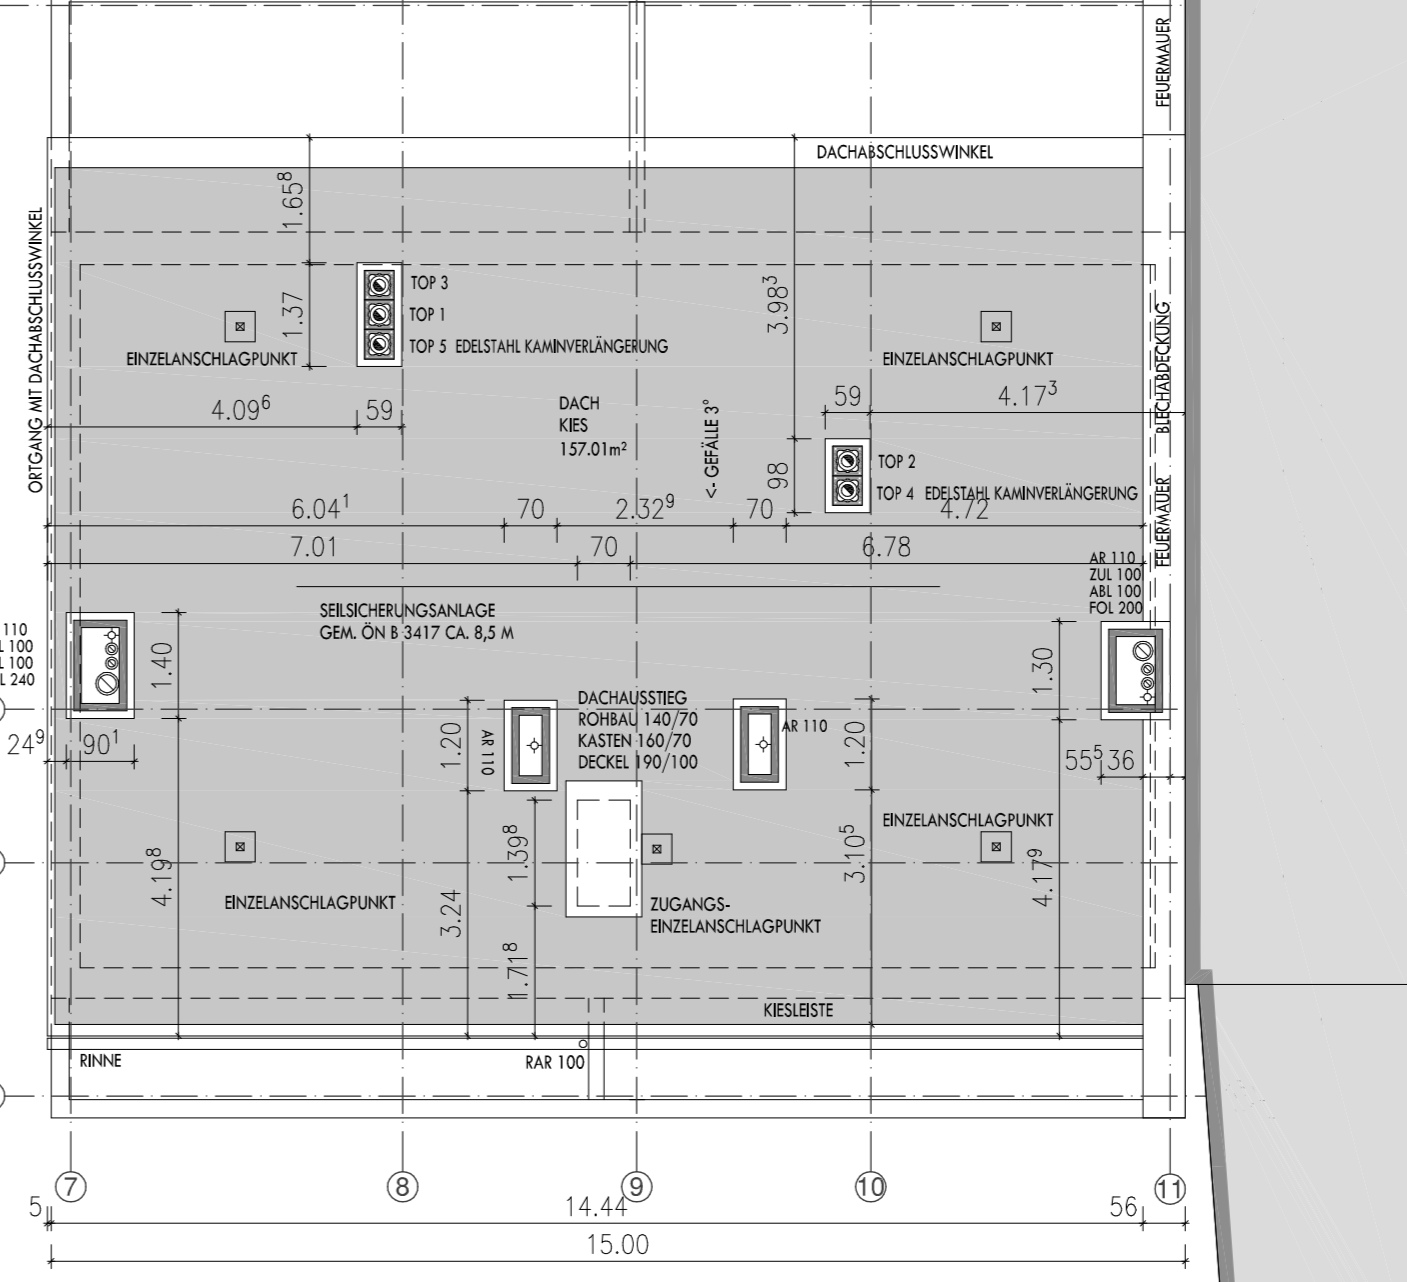 FEUERMAUER
DACHABSCHLUSSWINKEL
ORTGANG MIT DACHABSCHLUSSWINKEL
1.65⁸
1.37
TOP 3
TOP 1
TOP 5 EDELSTAHL KAMINVERLÄNGERUNG
EINZELANSCHLAGPUNKT
3.98³
EINZELANSCHLAGPUNKT
FEUERMAUER BLECHABDECKUNG
4.09⁶
59
DACH
KIES
157.01m²
<- GEFÄLLE 3°
59
4.17³
98
TOP 2
TOP 4 EDELSTAHL KAMINVERLÄNGERUNG
6.04¹
70
2.32⁹
70
4.72
7.01
70
6.78
AR 110
ZUL 100
ABL 100
FOL 200
SEILSICHERUNGSANLAGE
GEM. ÖN B 3417 CA. 8,5 M
110
L 100
L 100
L 240
1.40
1.30
DACHAUSSTIEG
ROHBAU 140/70
KASTEN 160/70
DECKEL 190/100
1.20
AR 110
AR 110
1.20
24⁹
90¹
55⁵
36
EINZELANSCHLAGPUNKT
4.19⁸
1.39⁸
3.10⁵
4.17⁹
EINZELANSCHLAGPUNKT
3.24
ZUGANGS-
EINZELANSCHLAGPUNKT
1.71⁸
KIESLEISTE
RINNE
RAR 100
7
8
9
10
11
5
14.44
56
15.00